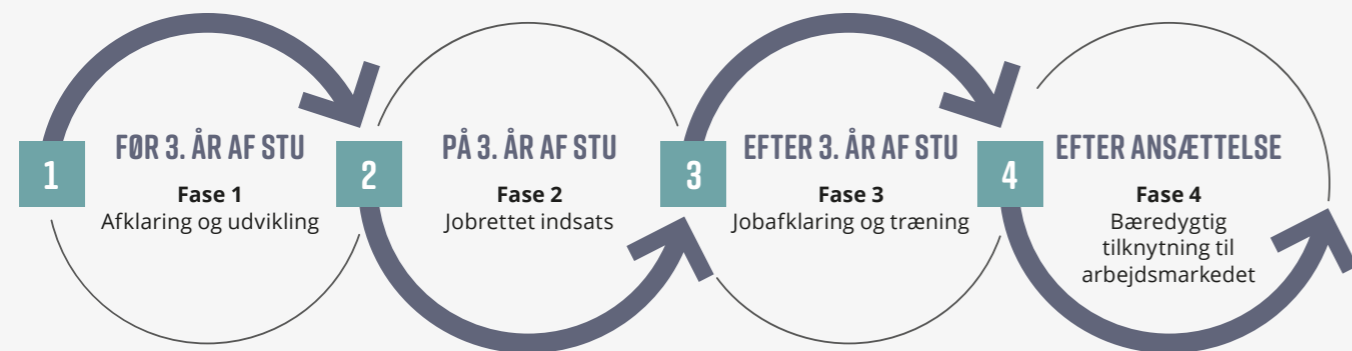 1
FØR 3. ÅR AF STU
Fase 1
Afklaring og udvikling
2
PÅ 3. ÅR AF STU
Fase 2
Jobrettet indsats
3
EFTER 3. ÅR AF STU
Fase 3
Jobafklaring og træning
4
EFTER ANSÆTTELSE
Fase 4
Bæredygtig
tilknytning til
arbejdsmarkedet